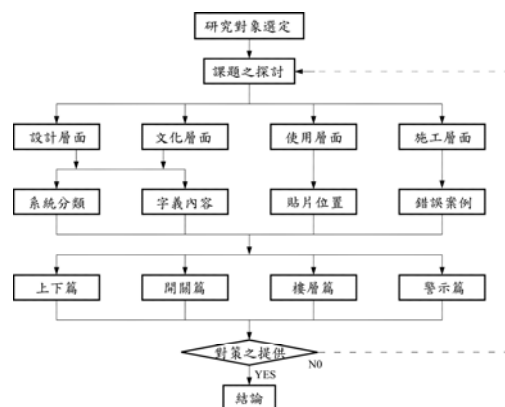 研究對象選定
課題之探討
設計層面 文化層面 使用層面 施工層面
系統分類 字義內容 貼片位置 錯誤案例
上下篇 開關篇 樓層篇 警示篇
對策之提供
N0
YES
結論